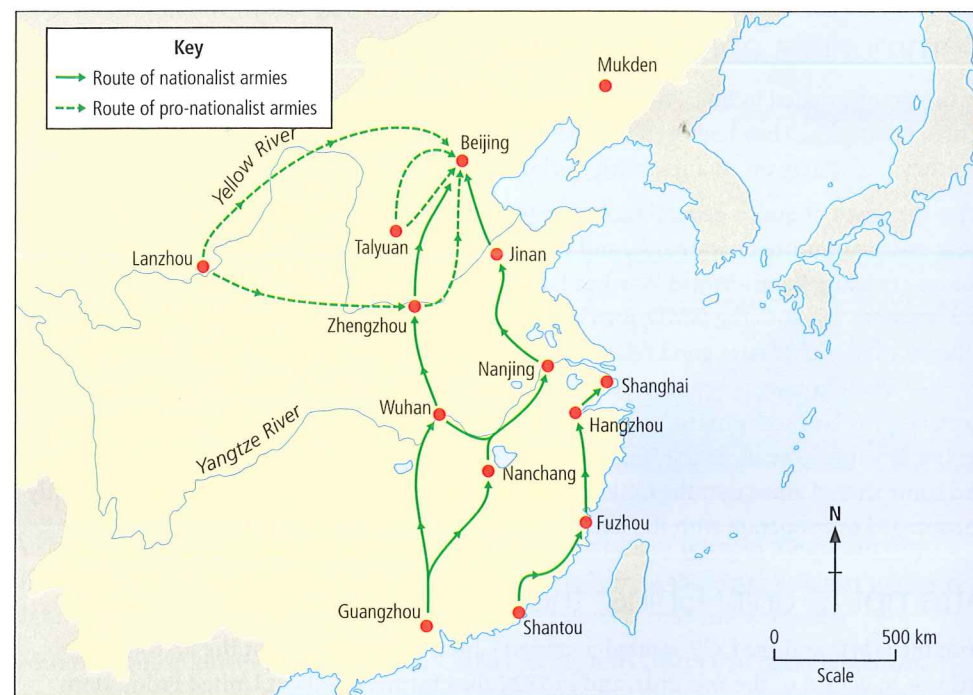 Key
Route of nationalist armies
Route of pro-nationalist armies
Mukden
Beijing
Yellow River
Talyuan
Lanzhou
Jinan
Zhengzhou
Nanjing
Shanghai
Wuhan
Hangzhou
Yangtze River
Nanchang
Fuzhou
N
Guangzhou
Shantou
0 500 km
Scale